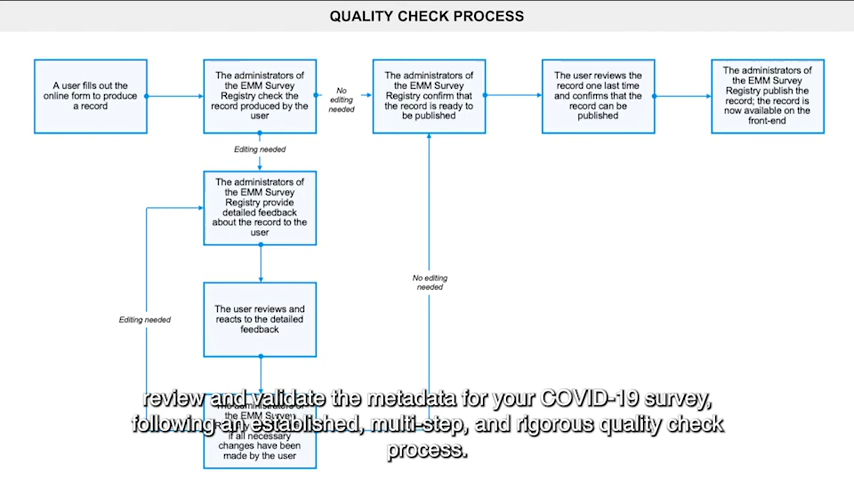 QUALITY CHECK PROCESS
A user fills out the
online form to produce
a record
The administrators of
the EMM Survey
Registry check the
record produced by the
user
No
editing
needed
The administrators of
the EMM Survey
Registry confirm that
the record is ready to
be published
The user reviews the
record one last time
and confirms that the
record can be
published
The administrators of
the EMM Survey
Registry publish the
record; the record is
now available on the
front-end
Editing needed
The administrators of
the EMM Survey
Registry provide
detailed feedback
about the record to the
user
No editing
needed
The user reviews and
reacts to the detailed
feedback
Editing needed
the EMM Survey
if all necessary
changes have been
made by the user
review and validate the metadata for your COVID-19 survey,
following an established, multi-step, and rigorous quality check
process.